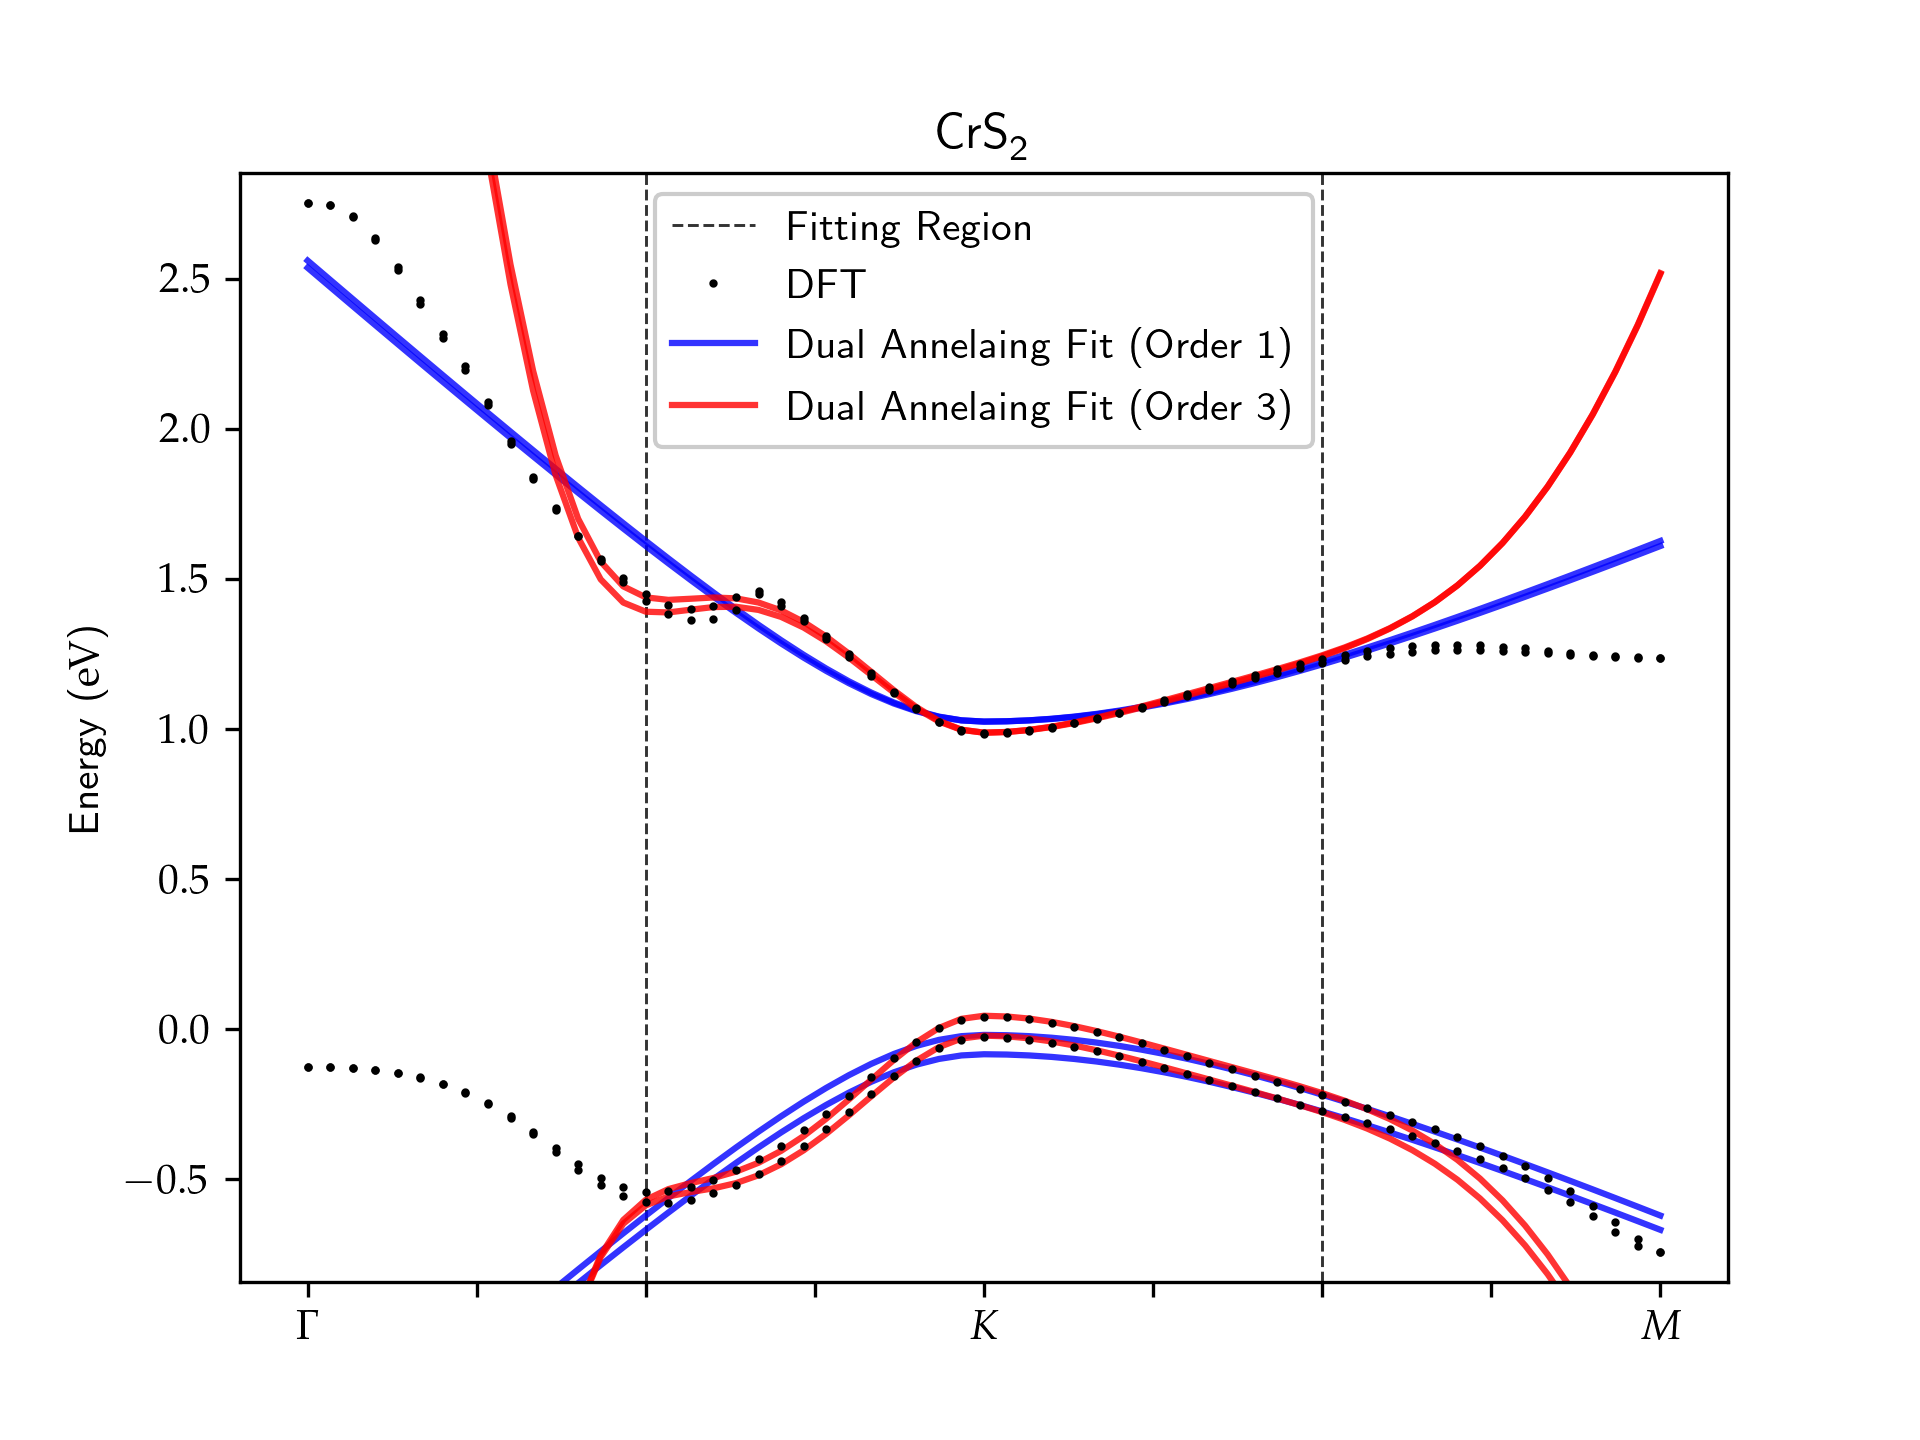 CrS₂
Fitting Region
DFT
Dual Annelaing Fit (Order 1)
Dual Annelaing Fit (Order 3)
Energy (eV)
2.5
2.0
1.5
1.0
0.5
0.0
−0.5
Γ K M